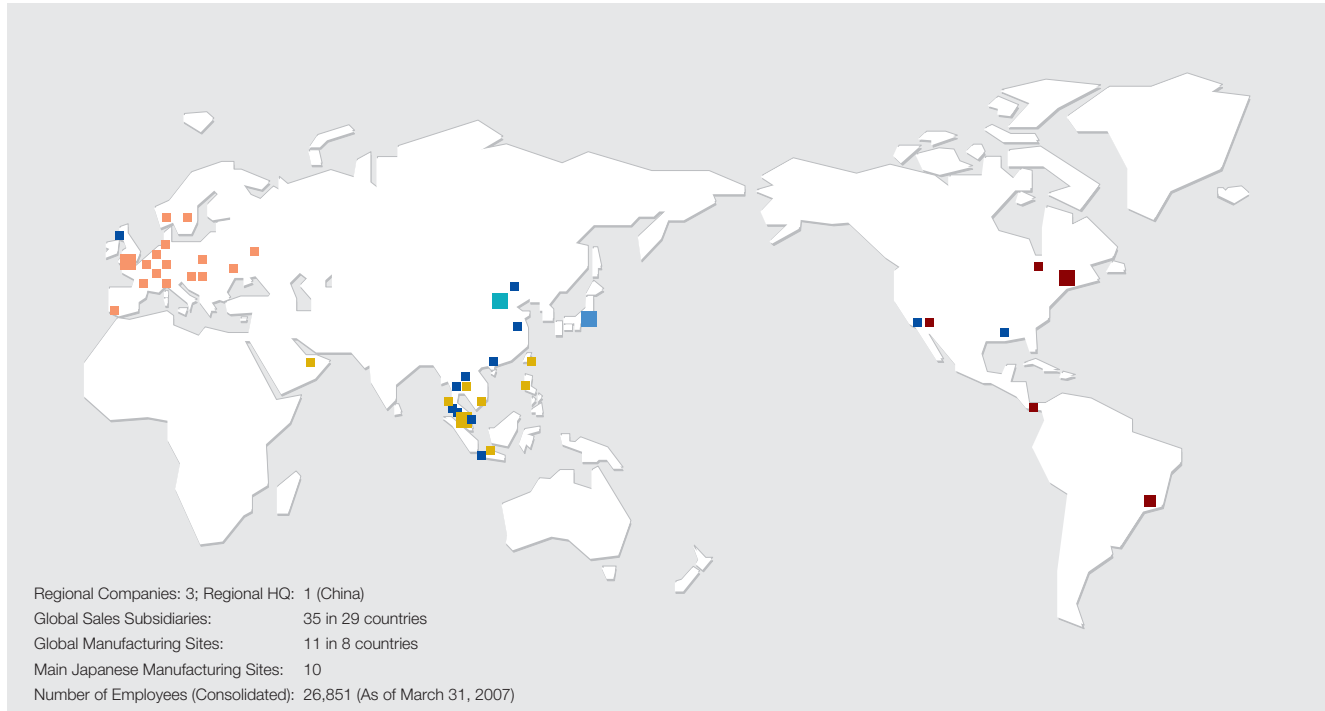 Regional Companies: 3; Regional HQ: 1 (China)
Global Sales Subsidiaries: 35 in 29 countries
Global Manufacturing Sites: 11 in 8 countries
Main Japanese Manufacturing Sites: 10
Number of Employees (Consolidated): 26,851 (As of March 31, 2007)